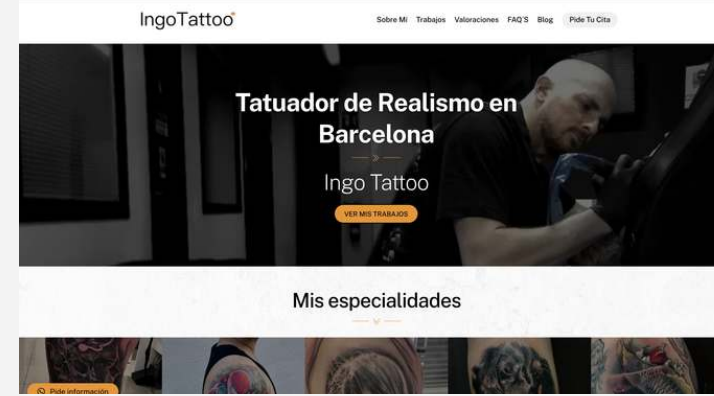 IngoTattoo
Sobre Mi Trabajos Valoraciones FAQ'S Blog Pide Tu Cita
Tatuador de Realismo en
Barcelona
Ingo Tattoo
VER MIS TRABAJOS
Mis especialidades
Pide información